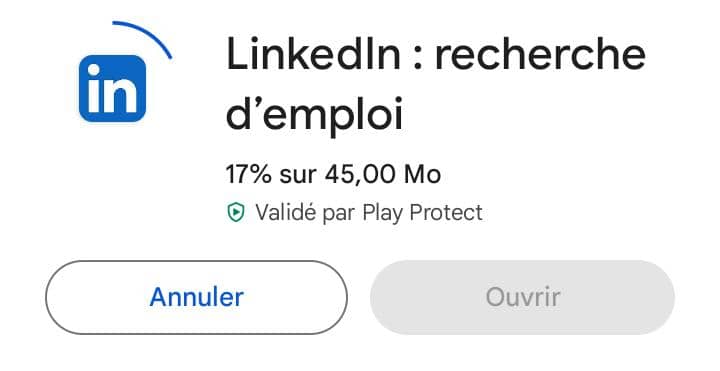 in
LinkedIn : recherche
d’emploi
17% sur 45,00 Mo
Validé par Play Protect
Annuler
Ouvrir